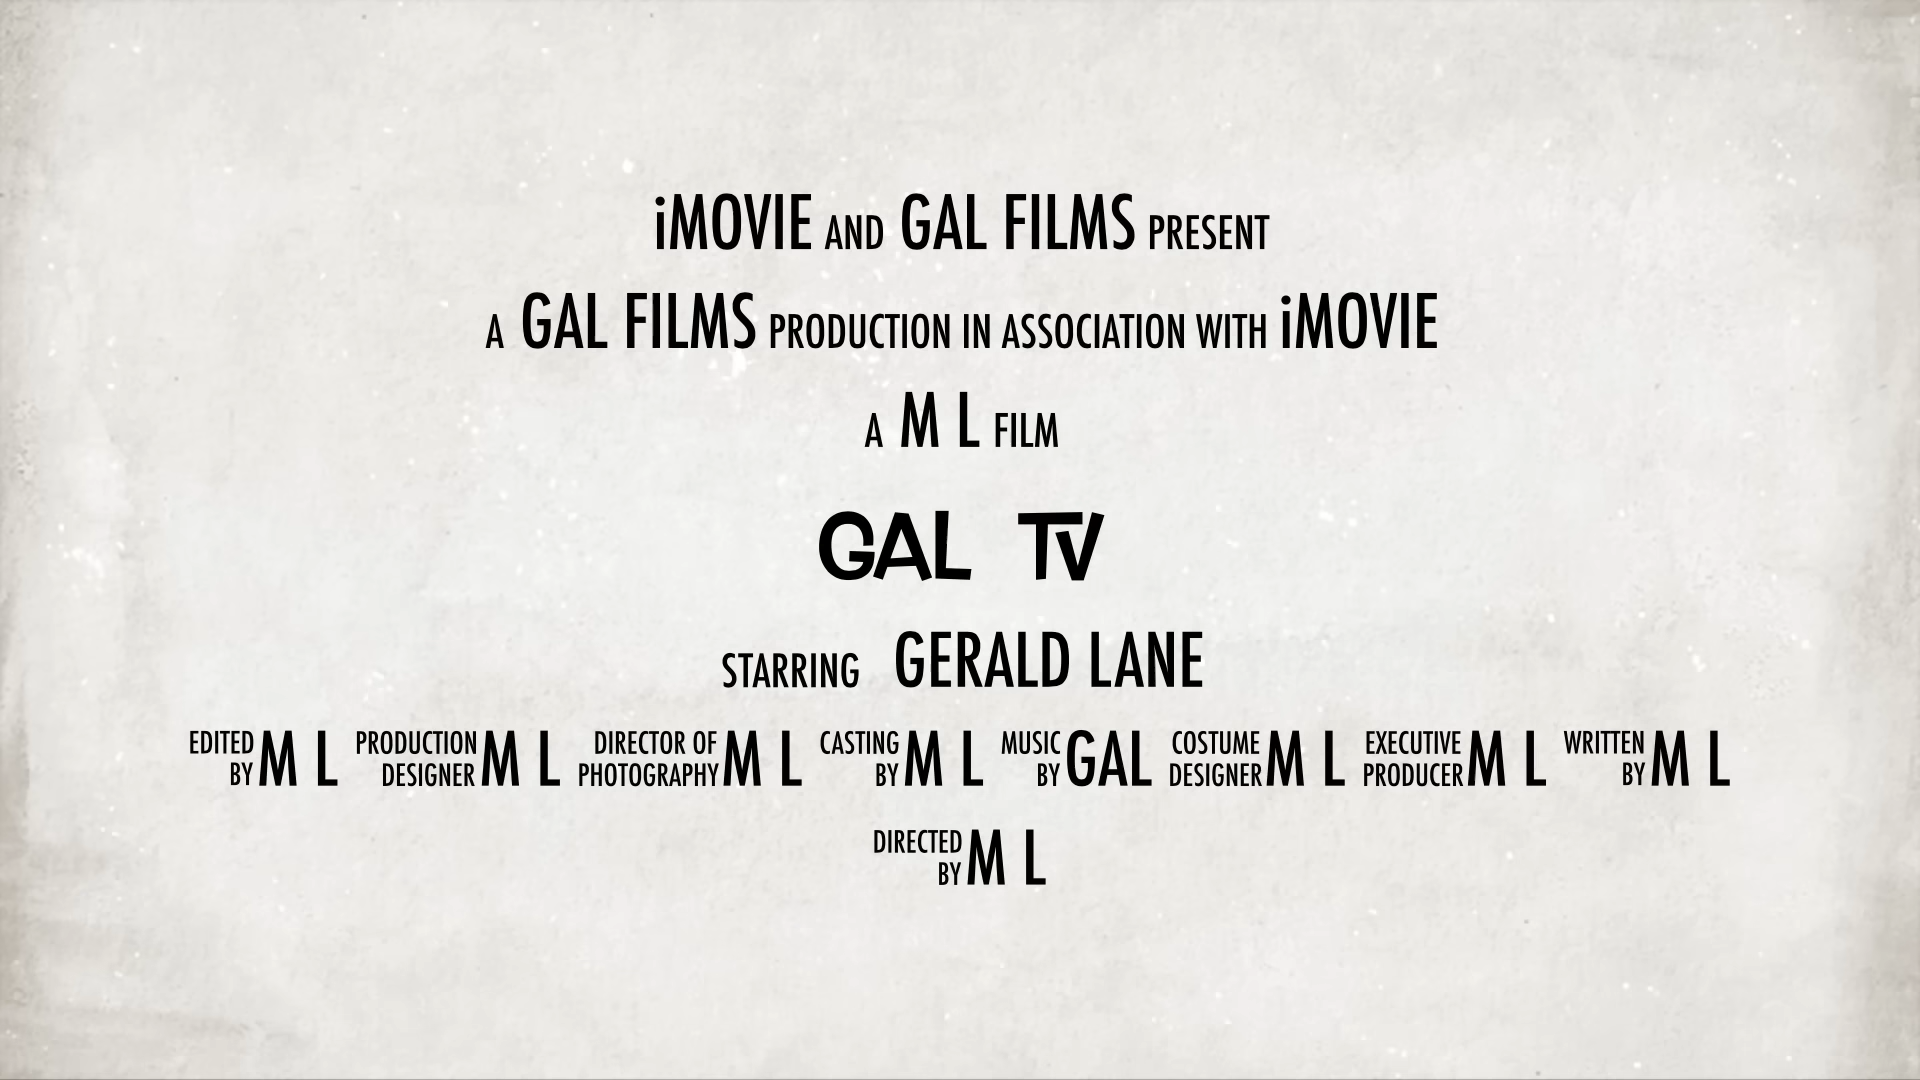 iMOVIE AND GAL FILMS PRESENT
A GAL FILMS PRODUCTION IN ASSOCIATION WITH iMOVIE
A M L FILM
GAL TV
STARRING GERALD LANE
EDITED BY M L PRODUCTION DESIGNER M L DIRECTOR OF PHOTOGRAPHY M L CASTING BY M L MUSIC BY GAL COSTUME DESIGNER M L EXECUTIVE PRODUCER M L WRITTEN BY M L
DIRECTED BY M L